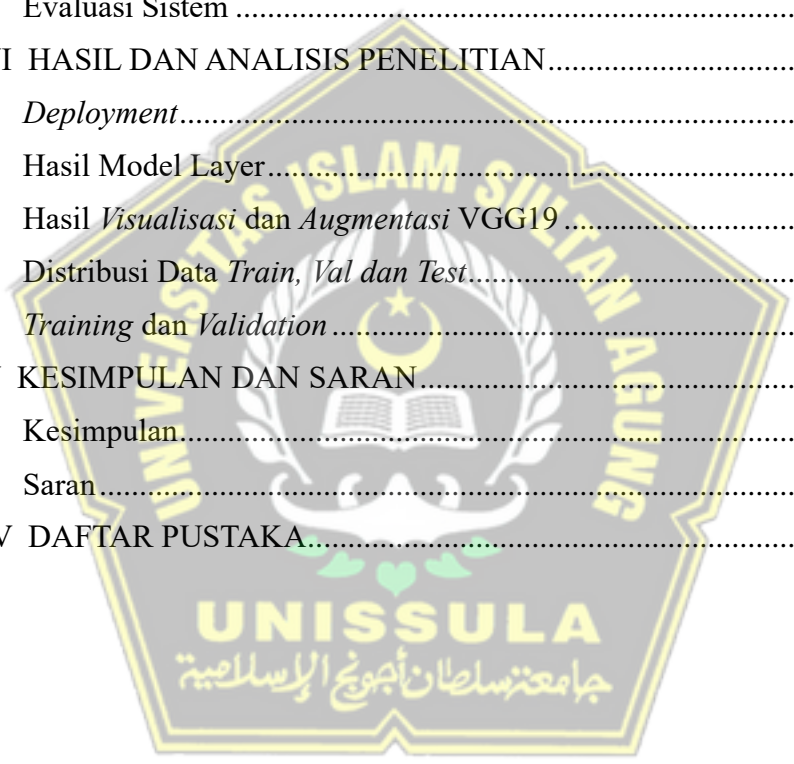 Evaluasi Sistem ........................................................................
VI HASIL DAN ANALISIS PENELITIAN...............................
Deployment...............................................................................
Hasil Model Layer....................................................................
Hasil Visualisasi dan Augmentasi VGG19 .............................
Distribusi Data Train, Val dan Test.........................................
Training dan Validation ...........................................................
V KESIMPULAN DAN SARAN...............................................
Kesimpulan...............................................................................
Saran.........................................................................................
V DAFTAR PUSTAKA.............................................................
UNIVERSITAS ISLAM SULTAN AGUNG
UNISSULA
جامعة سلطان أجونج الإسلامية